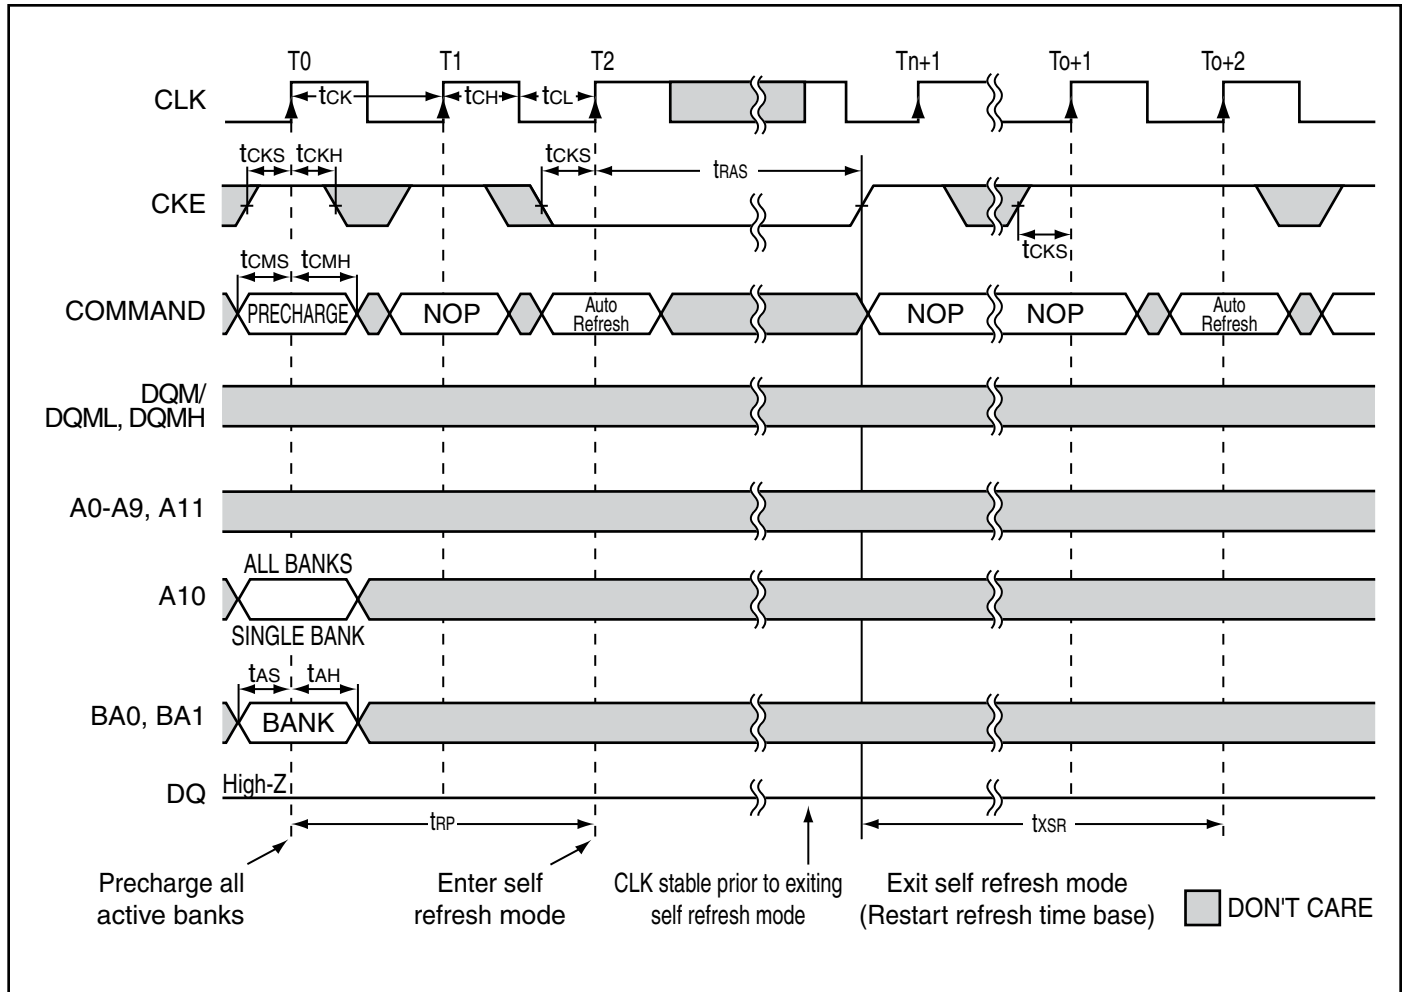 T0 T1 T2 Tn+1 To+1 To+2
CLK tCK tCH tCL
tCKS tCKH tCKS tRAS
CKE
tCKS
tCMS tCMH
COMMAND PRECHARGE NOP Auto Refresh NOP NOP Auto Refresh
DQM/
DQML, DQMH
A0-A9, A11
ALL BANKS
A10
SINGLE BANK
tAS tAH
BA0, BA1 BANK
DQ High-Z
tRP tXSR
Precharge all
active banks
Enter self
refresh mode
CLK stable prior to exiting
self refresh mode
Exit self refresh mode
(Restart refresh time base)
DON'T CARE